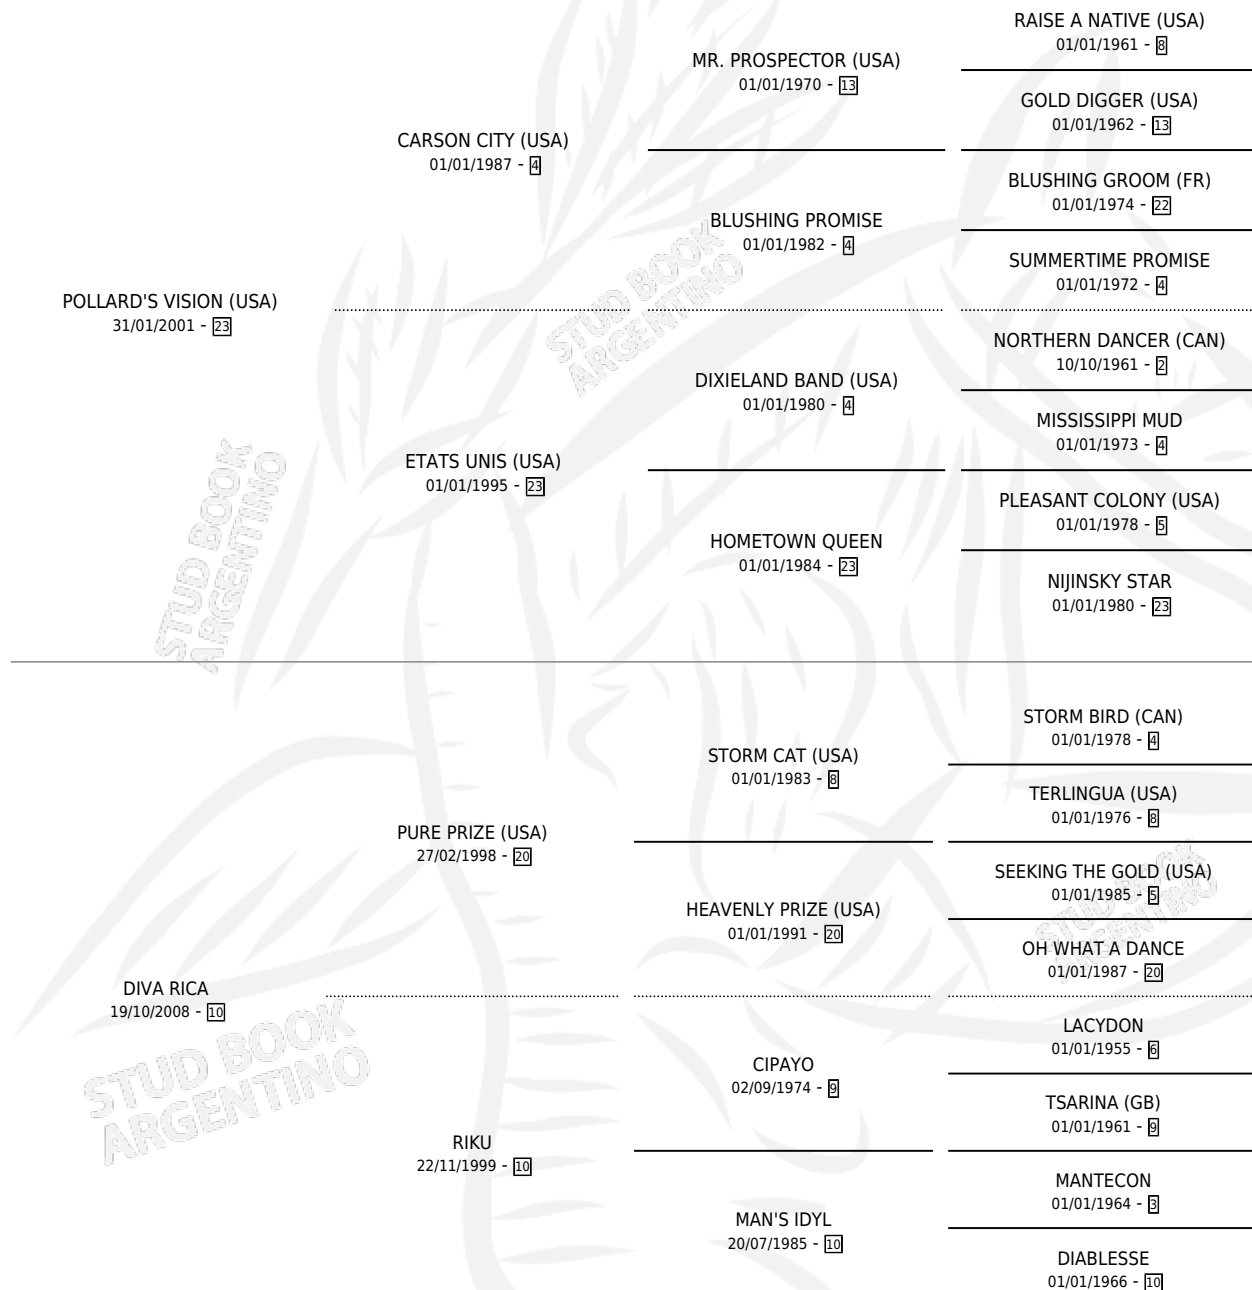 RAISE A NATIVE (USA)
01/01/1961 - 8
MR. PROSPECTOR (USA)
01/01/1970 - 13
GOLD DIGGER (USA)
01/01/1962 - 13
CARSON CITY (USA)
01/01/1987 - 4
BLUSHING GROOM (FR)
01/01/1974 - 22
BLUSHING PROMISE
01/01/1982 - 4
SUMMERTIME PROMISE
01/01/1972 - 4
POLLARD'S VISION (USA)
31/01/2001 - 23
STUD BOOK
ARGENTINO
NORTHERN DANCER (CAN)
10/10/1961 - 2
DIXIELAND BAND (USA)
01/01/1980 - 4
MISSISSIPPI MUD
01/01/1973 - 4
ETATS UNIS (USA)
01/01/1995 - 23
PLEASANT COLONY (USA)
01/01/1978 - 5
HOMETOWN QUEEN
01/01/1984 - 23
NIJINSKY STAR
01/01/1980 - 23
STUD BOOK
ARGENTINO
STORM BIRD (CAN)
01/01/1978 - 4
STORM CAT (USA)
01/01/1983 - 8
TERLINGUA (USA)
01/01/1976 - 8
PURE PRIZE (USA)
27/02/1998 - 20
SEEKING THE GOLD (USA)
01/01/1985 - 5
HEAVENLY PRIZE (USA)
01/01/1991 - 20
OH WHAT A DANCE
01/01/1987 - 20
STUD BOOK
ARGENTINO
DIVA RICA
19/10/2008 - 10
LACYDON
01/01/1955 - 6
CIPAYO
02/09/1974 - 9
TSARINA (GB)
01/01/1961 - 9
STUD BOOK
ARGENTINO
RIKU
22/11/1999 - 10
MANTECON
01/01/1964 - 3
MAN'S IDYL
20/07/1985 - 10
DIABLESSE
01/01/1966 - 10